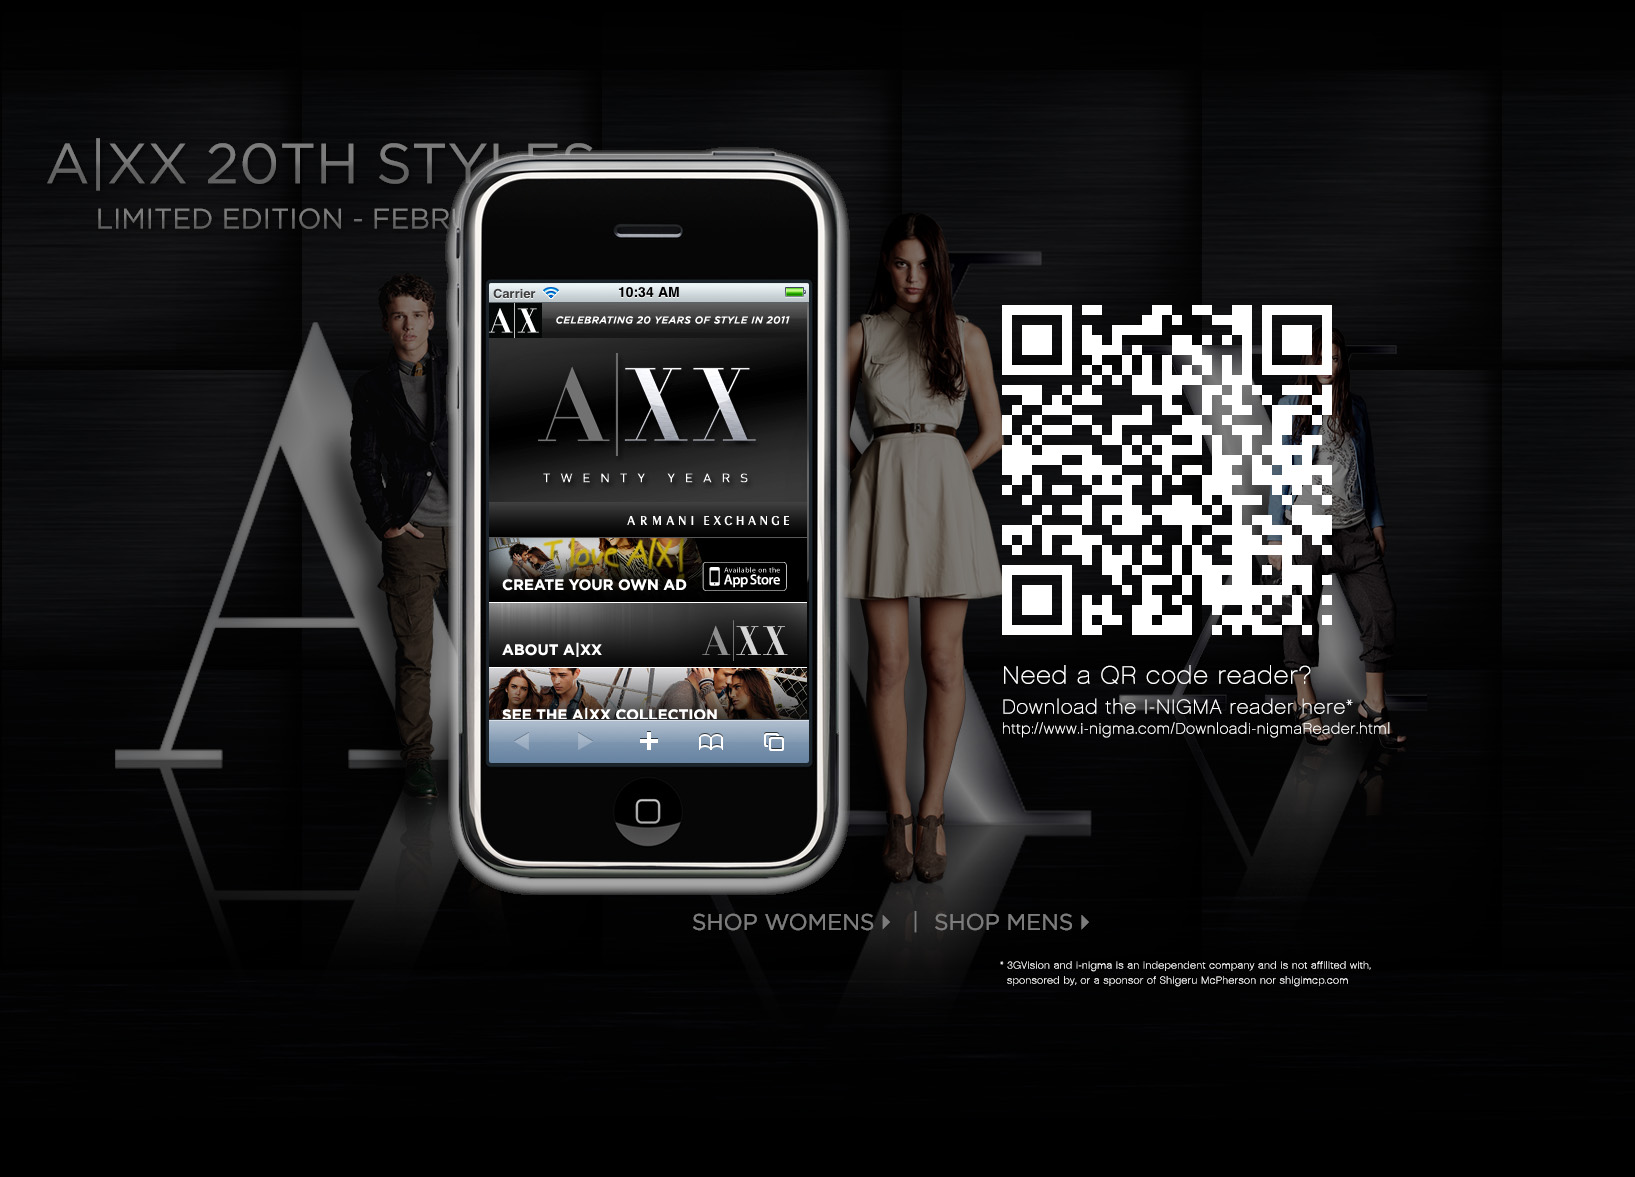 A|XX 20TH STYLES
LIMITED EDITION - FEBRU
Carrier 10:34 AM
A|X CELEBRATING 20 YEARS OF STYLE IN 2011
A|XX
TWENTY YEARS
ARMANI EXCHANGE
I love A|X!
CREATE YOUR OWN AD
Available on the
App Store
ABOUT A|XX
A|XX
SEE THE A|XX COLLECTION
Need a QR code reader?
Download the I-NIGMA reader here*
http://www.i-nigma.com/Downloadi-nigmaReader.html
SHOP WOMENS | SHOP MENS
* 3GVision and i-nigma is an independent company and is not affilited with,
sponsored by, or a sponsor of Shigeru McPherson nor shigimcp.com